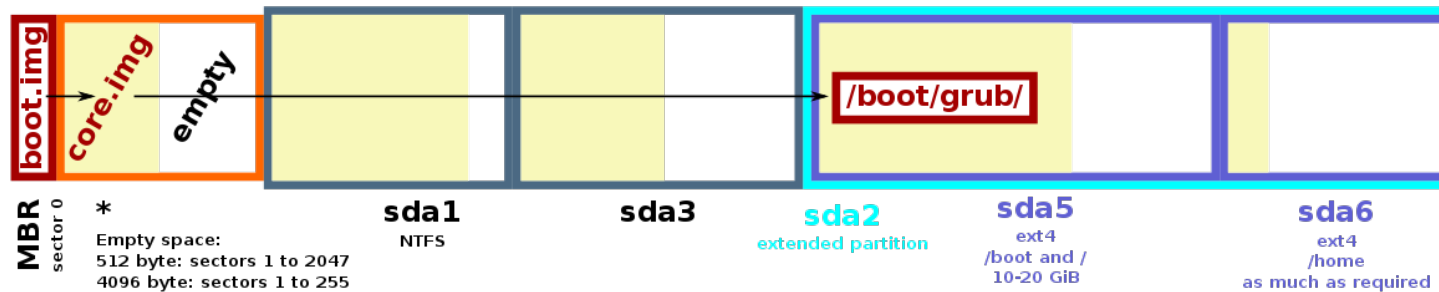 boot.img
core.img
empty
/boot/grub/
MBR
sector 0
*
Empty space:
512 byte: sectors 1 to 2047
4096 byte: sectors 1 to 255
sda1
NTFS
sda3
sda2
extended partition
sda5
ext4
/boot and /
10-20 GiB
sda6
ext4
/home
as much as required